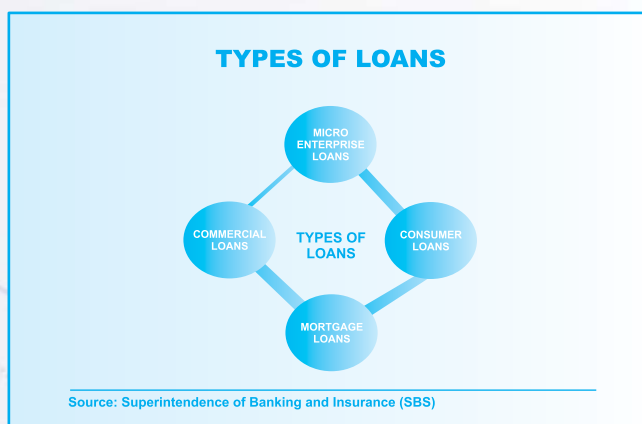 TYPES OF LOANS
MICRO
ENTERPRISE
LOANS
COMMERCIAL
LOANS
TYPES OF
LOANS
CONSUMER
LOANS
MORTGAGE
LOANS
Source: Superintendence of Banking and Insurance (SBS)